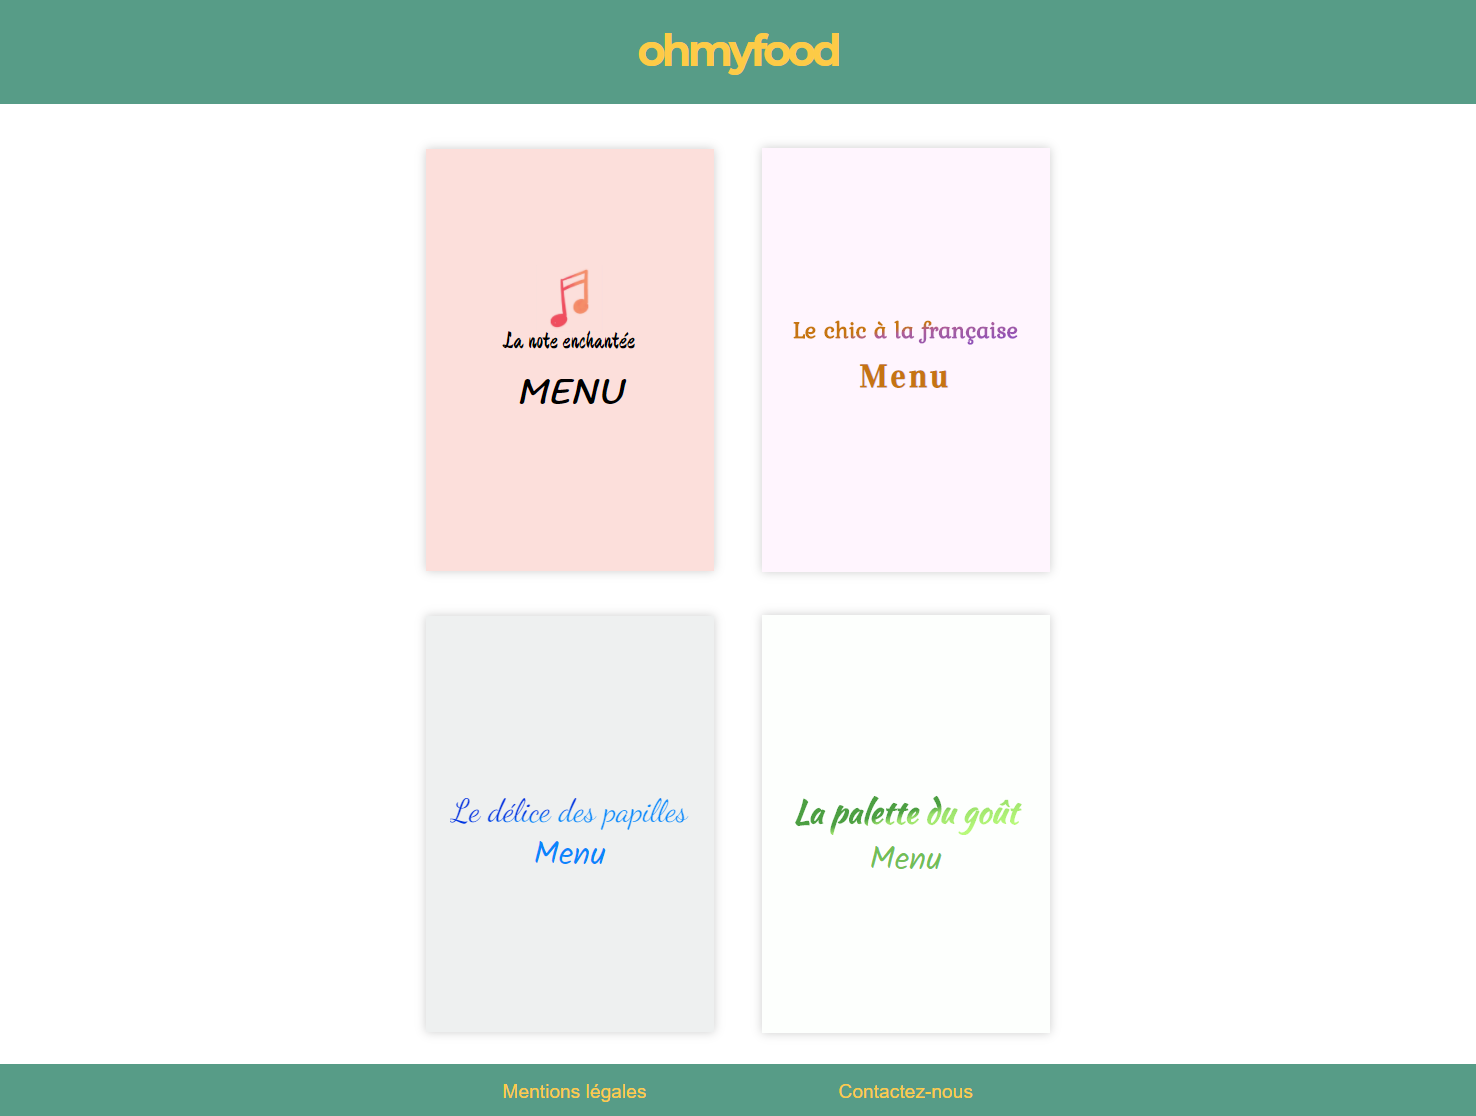 ohmyfood
La note enchantée
MENU
Le chic à la française
Menu
Le délice des papilles
Menu
La palette du goût
Menu
Mentions légales
Contactez-nous